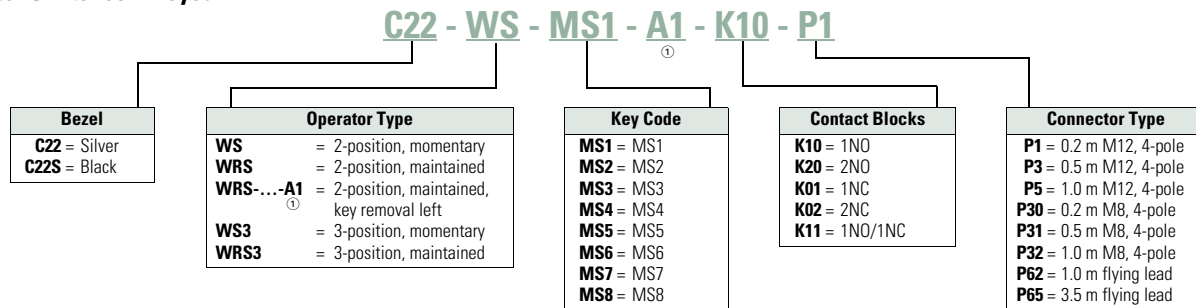 C22 - WS - MS1 - A1 - K10 - P1
①
Bezel
C22 = Silver
C22S = Black
Operator Type
WS = 2-position, momentary
WRS = 2-position, maintained
WRS-...-A1 = 2-position, maintained,
① key removal left
WS3 = 3-position, momentary
WRS3 = 3-position, maintained
Key Code
MS1 = MS1
MS2 = MS2
MS3 = MS3
MS4 = MS4
MS5 = MS5
MS6 = MS6
MS7 = MS7
MS8 = MS8
Contact Blocks
K10 = 1NO
K20 = 2NO
K01 = 1NC
K02 = 2NC
K11 = 1NO/1NC
Connector Type
P1 = 0.2 m M12, 4-pole
P3 = 0.5 m M12, 4-pole
P5 = 1.0 m M12, 4-pole
P30 = 0.2 m M8, 4-pole
P31 = 0.5 m M8, 4-pole
P32 = 1.0 m M8, 4-pole
P62 = 1.0 m flying lead
P65 = 3.5 m flying lead